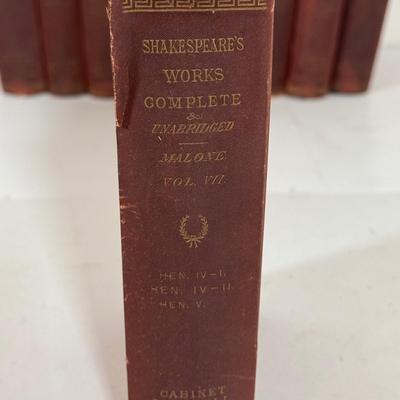 SHAKESPEARE'S
WORKS
COMPLETE
&
UNABRIDGED
MALONE
VOL. VII.
HEN. IV-I.
HEN. IV-II.
HEN. V.
CABINET